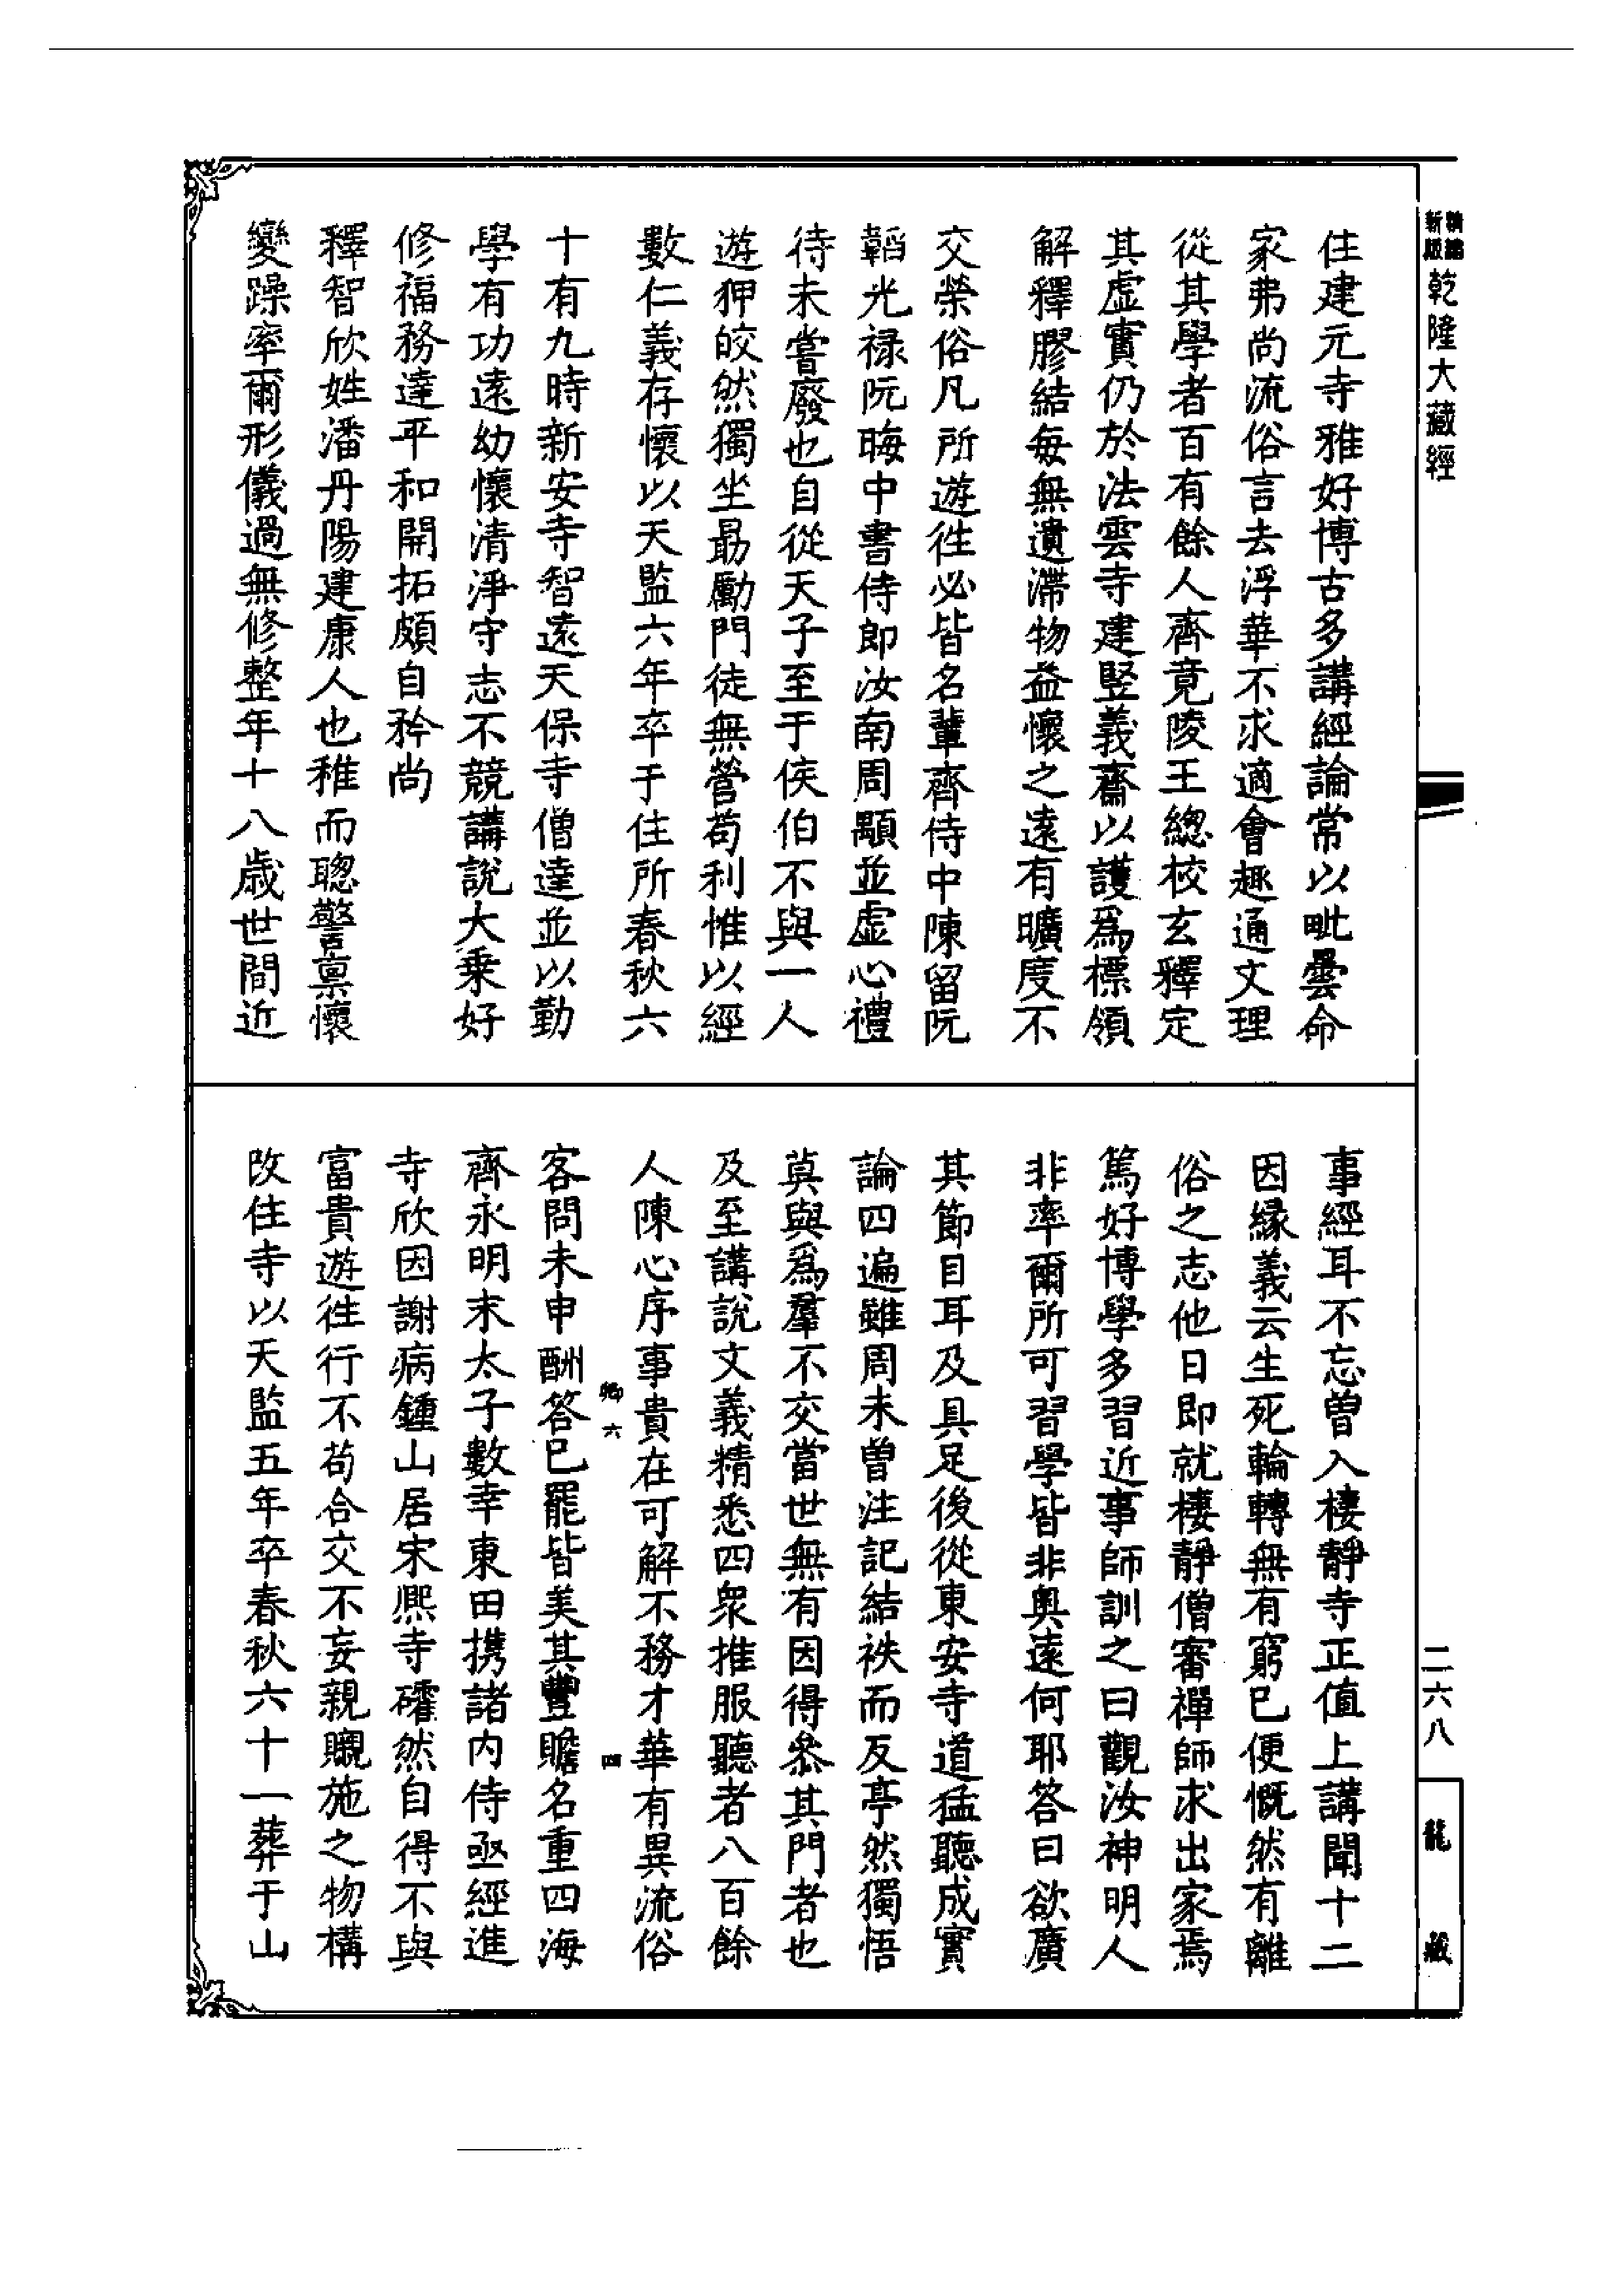 精縮
新版
乾隆大藏經
二六八
龍藏
住建元寺雅好博古多講經論常以毗曇命
家弗尚流俗言去浮華不求適會趣通文理
從其學者百有餘人齊竟陵王總校玄釋定
其虛實仍於法雲寺建竪義齋以護為標領
解釋膠結每無遺滯物益懷之遠有曠度不
交榮俗凡所遊徃必皆名輩齊侍中陳留阮
韜光禄阮晦中書侍郎汝南周顒並虛心禮
待未嘗廢也自從天子至于侯伯不與一人
遊狎皎然獨坐勗勵門徒無營苟利惟以經
數仁義存懷以天監六年卒于住所春秋六
十有九時新安寺智遠天保寺僧達並以勤
學有功遠幼懷清淨守志不競講說大乗好
修福務達平和開拓頗自矜尚
釋智欣姓潘丹陽建康人也稚而聰警稟懷
變躁率爾形儀過無修整年十八歲世間近
事經耳不忘曽入棲靜寺正值上講聞十二
因緣義云生死輪轉無有窮已便慨然有離
俗之志他日即就棲靜僧審禪師求出家焉
篤好博學多習近事師訓之曰觀汝神明人
非率爾所可習學皆非奧遠何耶答曰欲廣
其節目耳及具足後從東安寺道猛聽成實
論四遍雖周未曽注記結袟而反亭然獨悟
莫與為羣不交當世無有因得叅其門者也
及至講說文義精悉四衆推服聽者八百餘
人陳心序事貴在可解不務才華有異流俗
卿六
四
客問未申酬答已罷皆美其豐贍名重四海
齊永明末太子數幸東田携諸内侍亟經進
寺欣因謝病鍾山居宋熈寺確然自得不與
富貴遊徃行不苟合交不妄親嚫施之物構
改住寺以天監五年卒春秋六十一葬于山